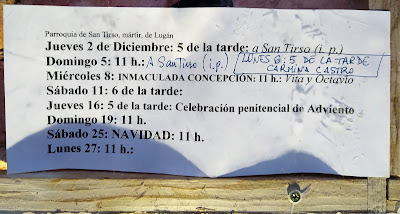 Parroquia de San Tirso, mártir, de Lugán
Jueves 2 de Diciembre: 5 de la tarde: a San Tirso (i. p.)
Domingo 5: 11 h.: A San Tirso (i.p.)
LUNES 6: 5 DE LA TARDE
CARMINA CASTRO
Miércoles 8: INMACULADA CONCEPCIÓN: 11 h.: Vita y Octavio
Sábado 11: 6 de la tarde:
Jueves 16: 5 de la tarde: Celebración penitencial de Adviento
Domingo 19: 11 h.
Sábado 25: NAVIDAD: 11 h.
Lunes 27: 11 h.: